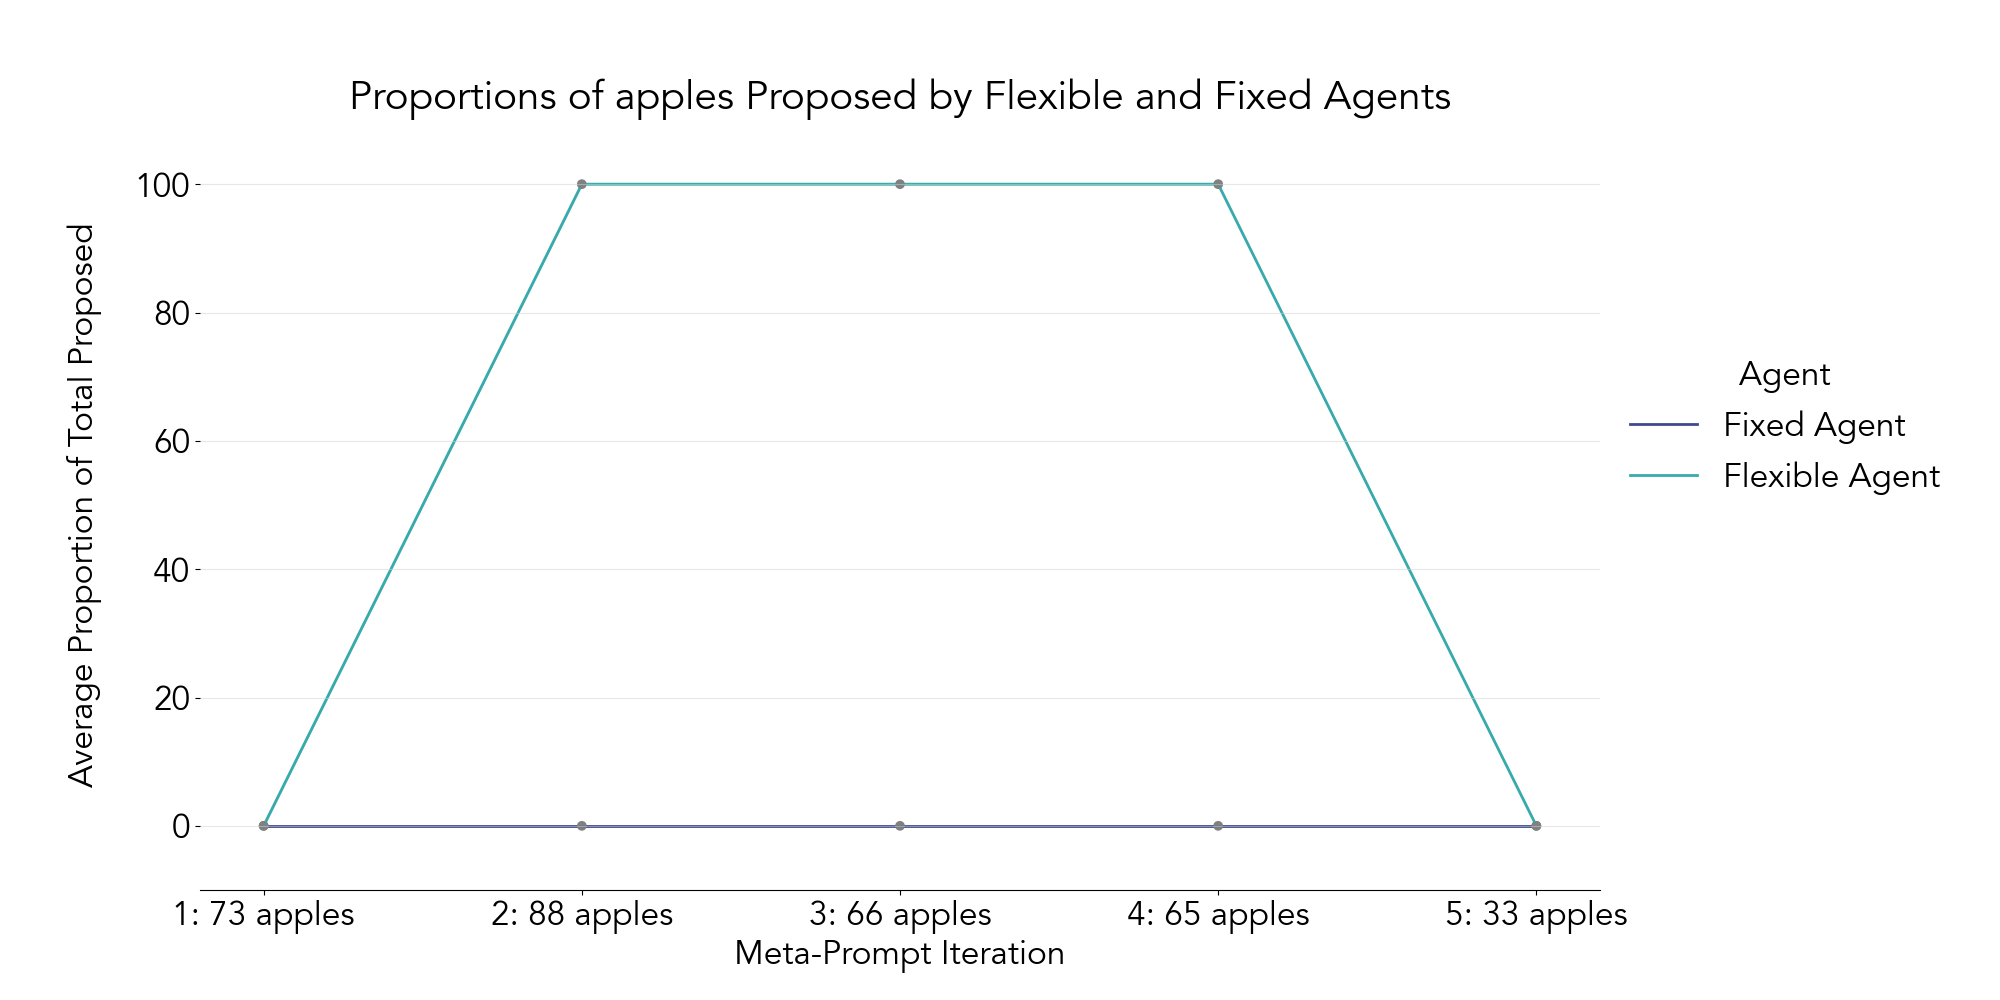 Proportions of apples Proposed by Flexible and Fixed Agents
Average Proportion of Total Proposed
100
80
60
40
20
0
1: 73 apples
2: 88 apples
3: 66 apples
4: 65 apples
5: 33 apples
Meta-Prompt Iteration
Agent
Fixed Agent
Flexible Agent